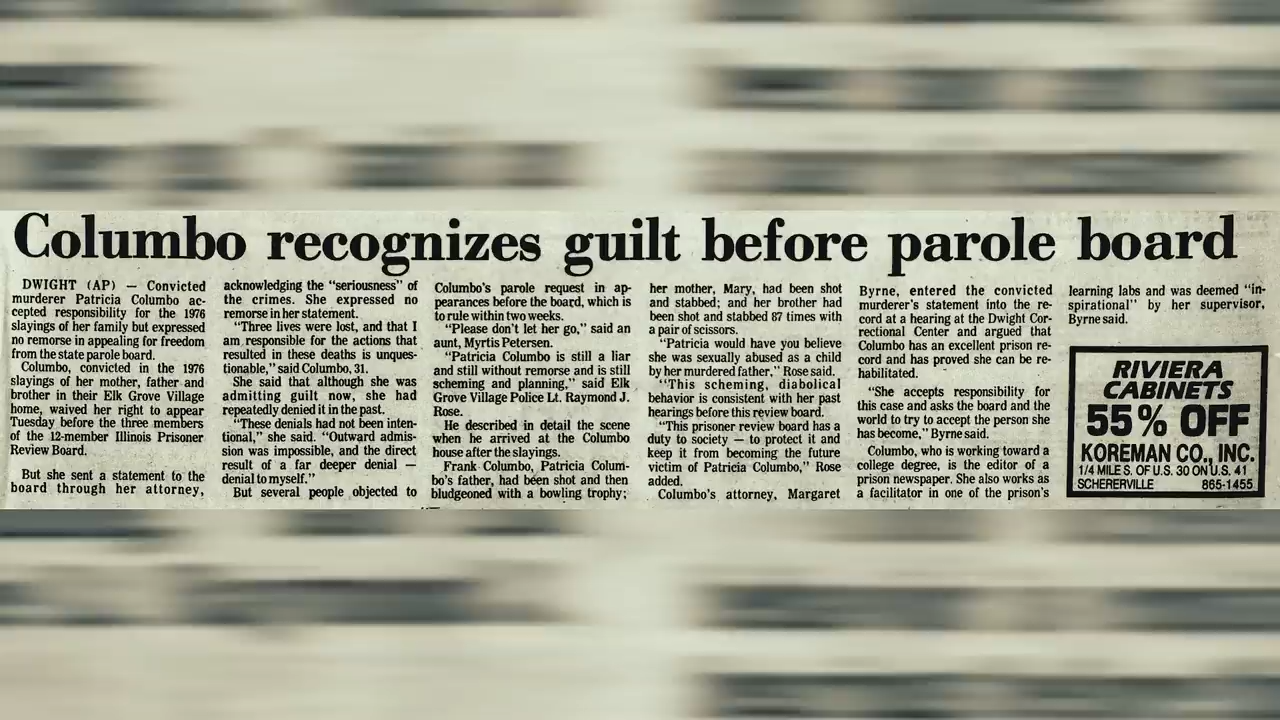 Columbo recognizes guilt before parole board
DWIGHT (AP) — Convicted
murderer Patricia Columbo ac-
cepted responsibility for the 1976
slayings of her family but expressed
no remorse in appealing for freedom
from the state parole board.
Columbo, convicted in the 1976
slayings of her mother, father and
brother in their Elk Grove Village
home, waived her right to appear
Tuesday before the three members
of the 12-member Illinois Prisoner
Review Board.
But she sent a statement to the
board through her attorney,
acknowledging the "seriousness" of
the crimes. She expressed no
remorse in her statement.
"Three lives were lost, and that I
am responsible for the actions that
resulted in these deaths is unques-
tionable," said Columbo, 31.
She said that although she was
admitting guilt now, she had
repeatedly denied it in the past.
"These denials had not been inten-
tional," she said. "Outward admis-
sion was impossible, and the direct
result of a far deeper denial —
denial to myself."
But several people objected to
Columbo's parole request in ap-
pearances before the board, which is
to rule within two weeks.
"Please don't let her go," said an
aunt, Myrtis Petersen.
"Patricia Columbo is still a liar
and still without remorse and is still
scheming and planning," said Elk
Grove Village Police Lt. Raymond J.
Rose.
He described in detail the scene
when he arrived at the Columbo
house after the slayings.
Frank Columbo, Patricia Colum-
bo's father, had been shot and then
bludgeoned with a bowling trophy;
her mother, Mary, had been shot
and stabbed; and her brother had
been shot and stabbed 87 times with
a pair of scissors.
"Patricia would have you believe
she was sexually abused as a child
by her murdered father," Rose said.
"This scheming, diabolical
behavior is consistent with her past
hearings before this review board.
"This prisoner review board has a
duty to society — to protect it and
keep it from becoming the future
victim of Patricia Columbo," Rose
added.
Columbo's attorney, Margaret
Byrne, entered the convicted
murderer's statement into the re-
cord at a hearing at the Dwight Cor-
rectional Center and argued that
Columbo has an excellent prison re-
cord and has proved she can be re-
habilitated.
"She accepts responsibility for
this case and asks the board and the
world to try to accept the person she
has become," Byrne said.
Columbo, who is working toward a
college degree, is the editor of a
prison newspaper. She also works as
a facilitator in one of the prison's
learning labs and was deemed "in-
spirational" by her supervisor,
Byrne said.
RIVIERA
CABINETS
55% OFF
KOREMAN CO., INC.
1/4 MILE S. OF U.S. 30 ON U.S. 41
SCHERERVILLE 865-1455